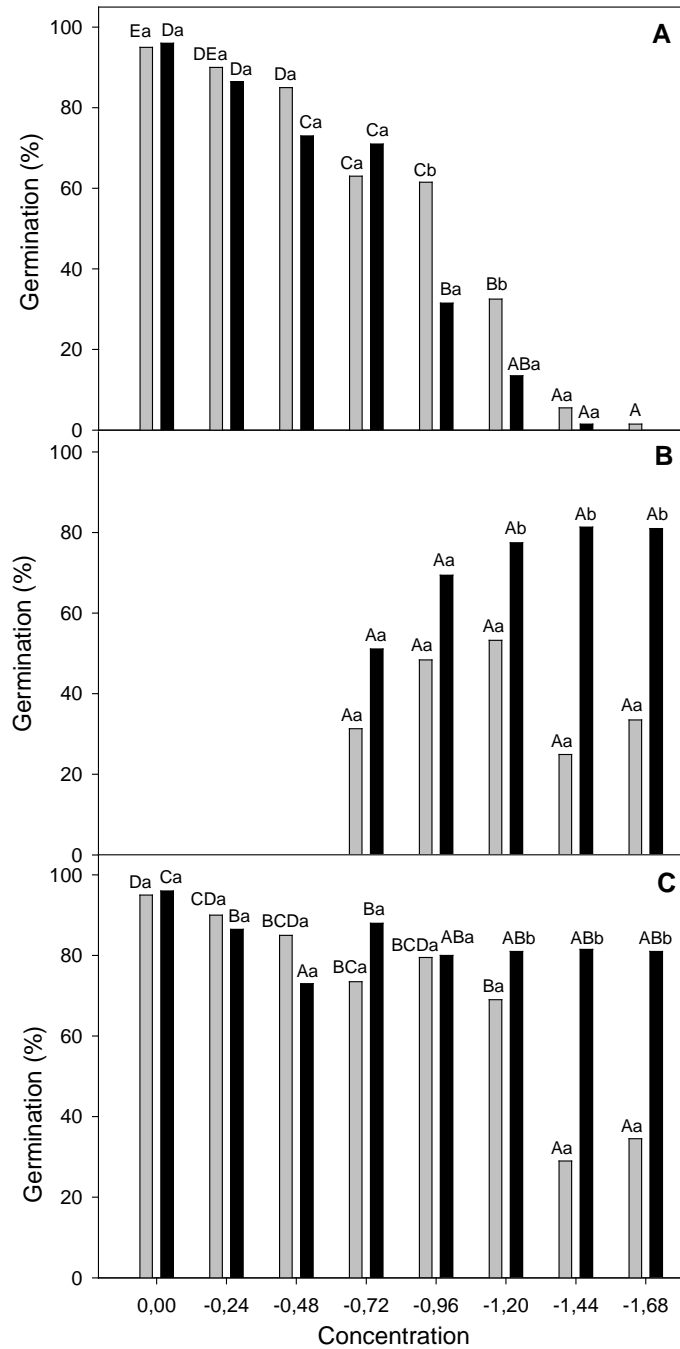 A
Ea Da
DEa Da
Da
Ca
Ca
Ca
Cb
Ba
Bb
ABa
Aa
Aa
A
100
80
60
40
20
0
Germination (%)
B
Aa
Aa
Aa
Aa
Aa
Ab
Aa
Ab
Aa
Ab
100
80
60
40
20
0
Germination (%)
C
Da Ca
CDa Ba
BCDa
Aa
BCa
Ba
BCDa ABa
Ba
ABb
Aa
ABb
Aa
ABb
100
80
60
40
20
0
Germination (%)
0,00 -0,24 -0,48 -0,72 -0,96 -1,20 -1,44 -1,68
Concentration